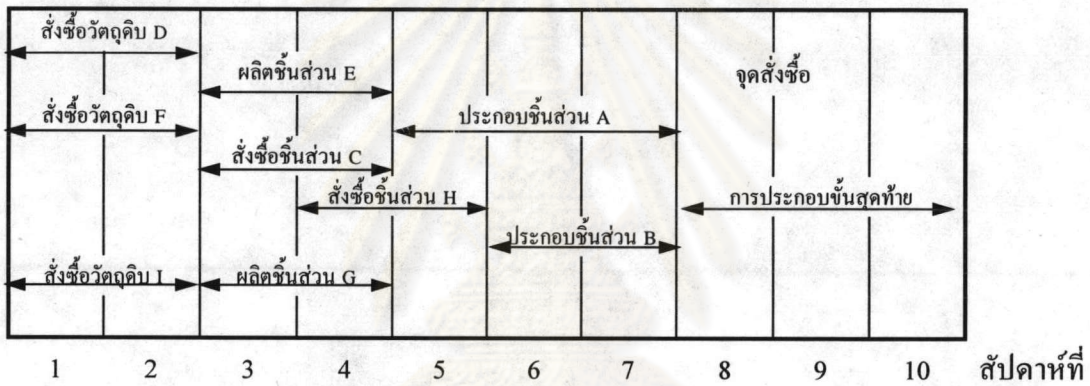 สั่งซื้อวัตถุดิบ D
ผลิตชิ้นส่วน E
จุดสั่งซื้อ
สั่งซื้อวัตถุดิบ F
ประกอบชิ้นส่วน A
สั่งซื้อชิ้นส่วน C
สั่งซื้อชิ้นส่วน H
การประกอบขั้นสุดท้าย
ประกอบชิ้นส่วน B
สั่งซื้อวัตถุดิบ I
ผลิตชิ้นส่วน G
1 2 3 4 5 6 7 8 9 10 สัปดาห์ที่